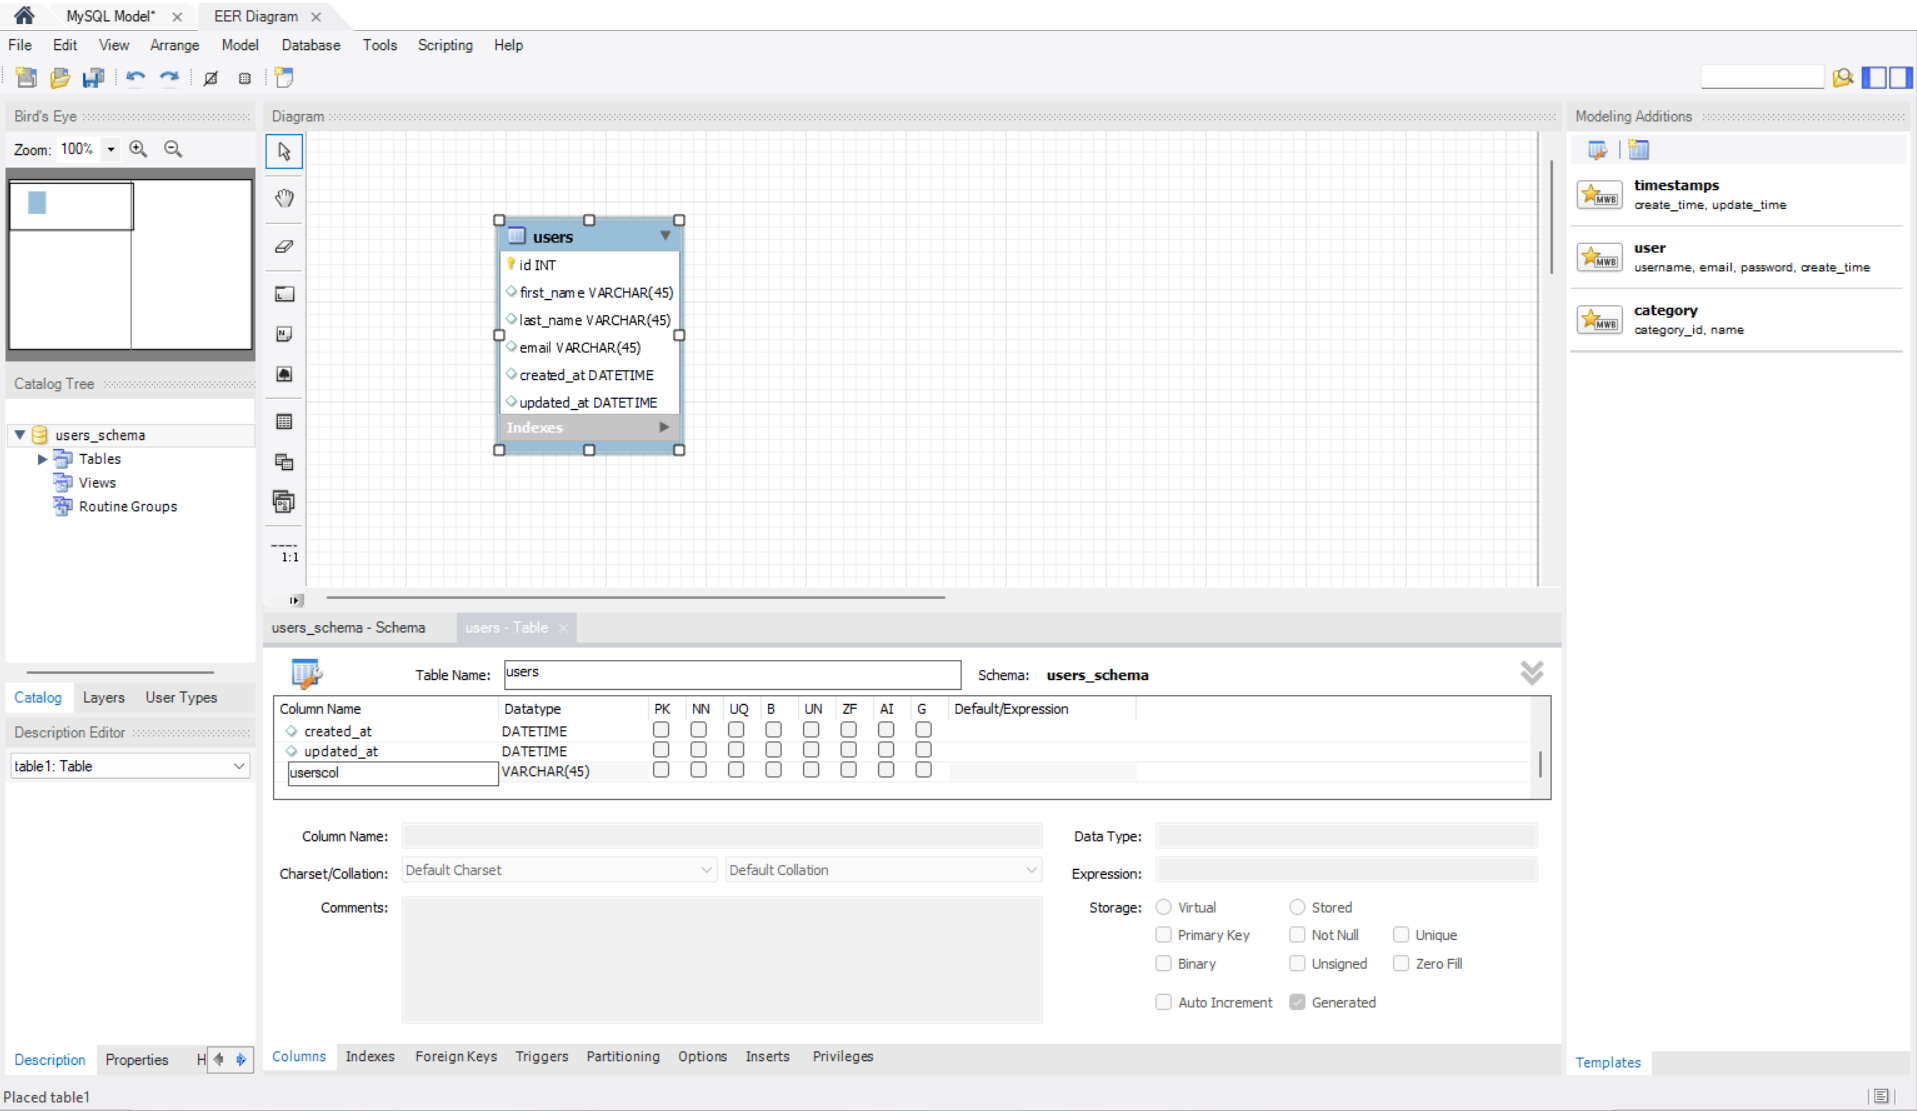 MySQL Model* ×
EER Diagram ×
File Edit View Arrange Model Database Tools Scripting Help
Bird's Eye
Zoom: 100%
Catalog Tree
users_schema
Tables
Views
Routine Groups
Catalog Layers User Types
Description Editor
table1: Table
Description Properties H
Placed table1
Diagram
N
1:1
users
id INT
first_name VARCHAR(45)
last_name VARCHAR(45)
email VARCHAR(45)
created_at DATETIME
updated_at DATETIME
Indexes
users_schema - Schema
users - Table ×
Table Name: users
Schema: users_schema
Column Name Datatype PK NN UQ B UN ZF AI G Default/Expression
created_at DATETIME
updated_at DATETIME
userscol VARCHAR(45)
Column Name:
Data Type:
Charset/Collation: Default Charset Default Collation
Expression:
Comments:
Storage: Virtual Stored
Primary Key Not Null Unique
Binary Unsigned Zero Fill
Auto Increment Generated
Columns Indexes Foreign Keys Triggers Partitioning Options Inserts Privileges
Modeling Additions
MWB
timestamps
create_time, update_time
MWB
user
username, email, password, create_time
MWB
category
category_id, name
Templates